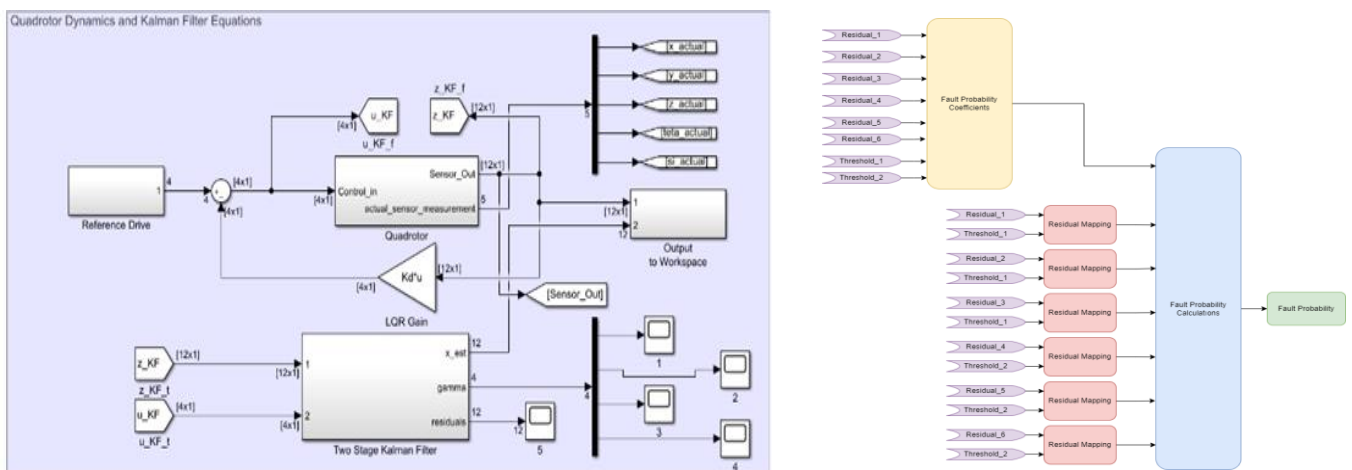 Quadrotor Dynamics and Kalman Filter Equations
[x_actual]
[y_actual]
[z_actual]
[teta_actual]
[si_actual]
5
z_KF_f
[12x1]
u_KF
z_KF
[4x1]
u_KF_f
Reference Drive
1
4
4
[4x1]
[4x1]
[4x1]
Control_in
Sensor_Out
actual_sensor_measurement
[12x1]
5
Quadrotor
[12x1]
12
1
2
Output
to Workspace
Kd*u
[12x1]
[4x1]
LQR Gain
[Sensor_Out]
z_KF
[12x1]
[12x1]
z_KF_t
u_KF
[4x1]
[4x1]
u_KF_t
1
2
x_est
gamma
residuals
12
4
12
Two Stage Kalman Filter
12
5
4
1
2
3
4
Residual_1
Residual_2
Residual_3
Residual_4
Residual_5
Residual_6
Threshold_1
Threshold_2
Fault Probability
Coefficients
Residual_1
Threshold_1
Residual Mapping
Residual_2
Threshold_1
Residual Mapping
Residual_3
Threshold_1
Residual Mapping
Residual_4
Threshold_2
Residual Mapping
Residual_5
Threshold_2
Residual Mapping
Residual_6
Threshold_2
Residual Mapping
Fault Probability
Calculations
Fault Probability